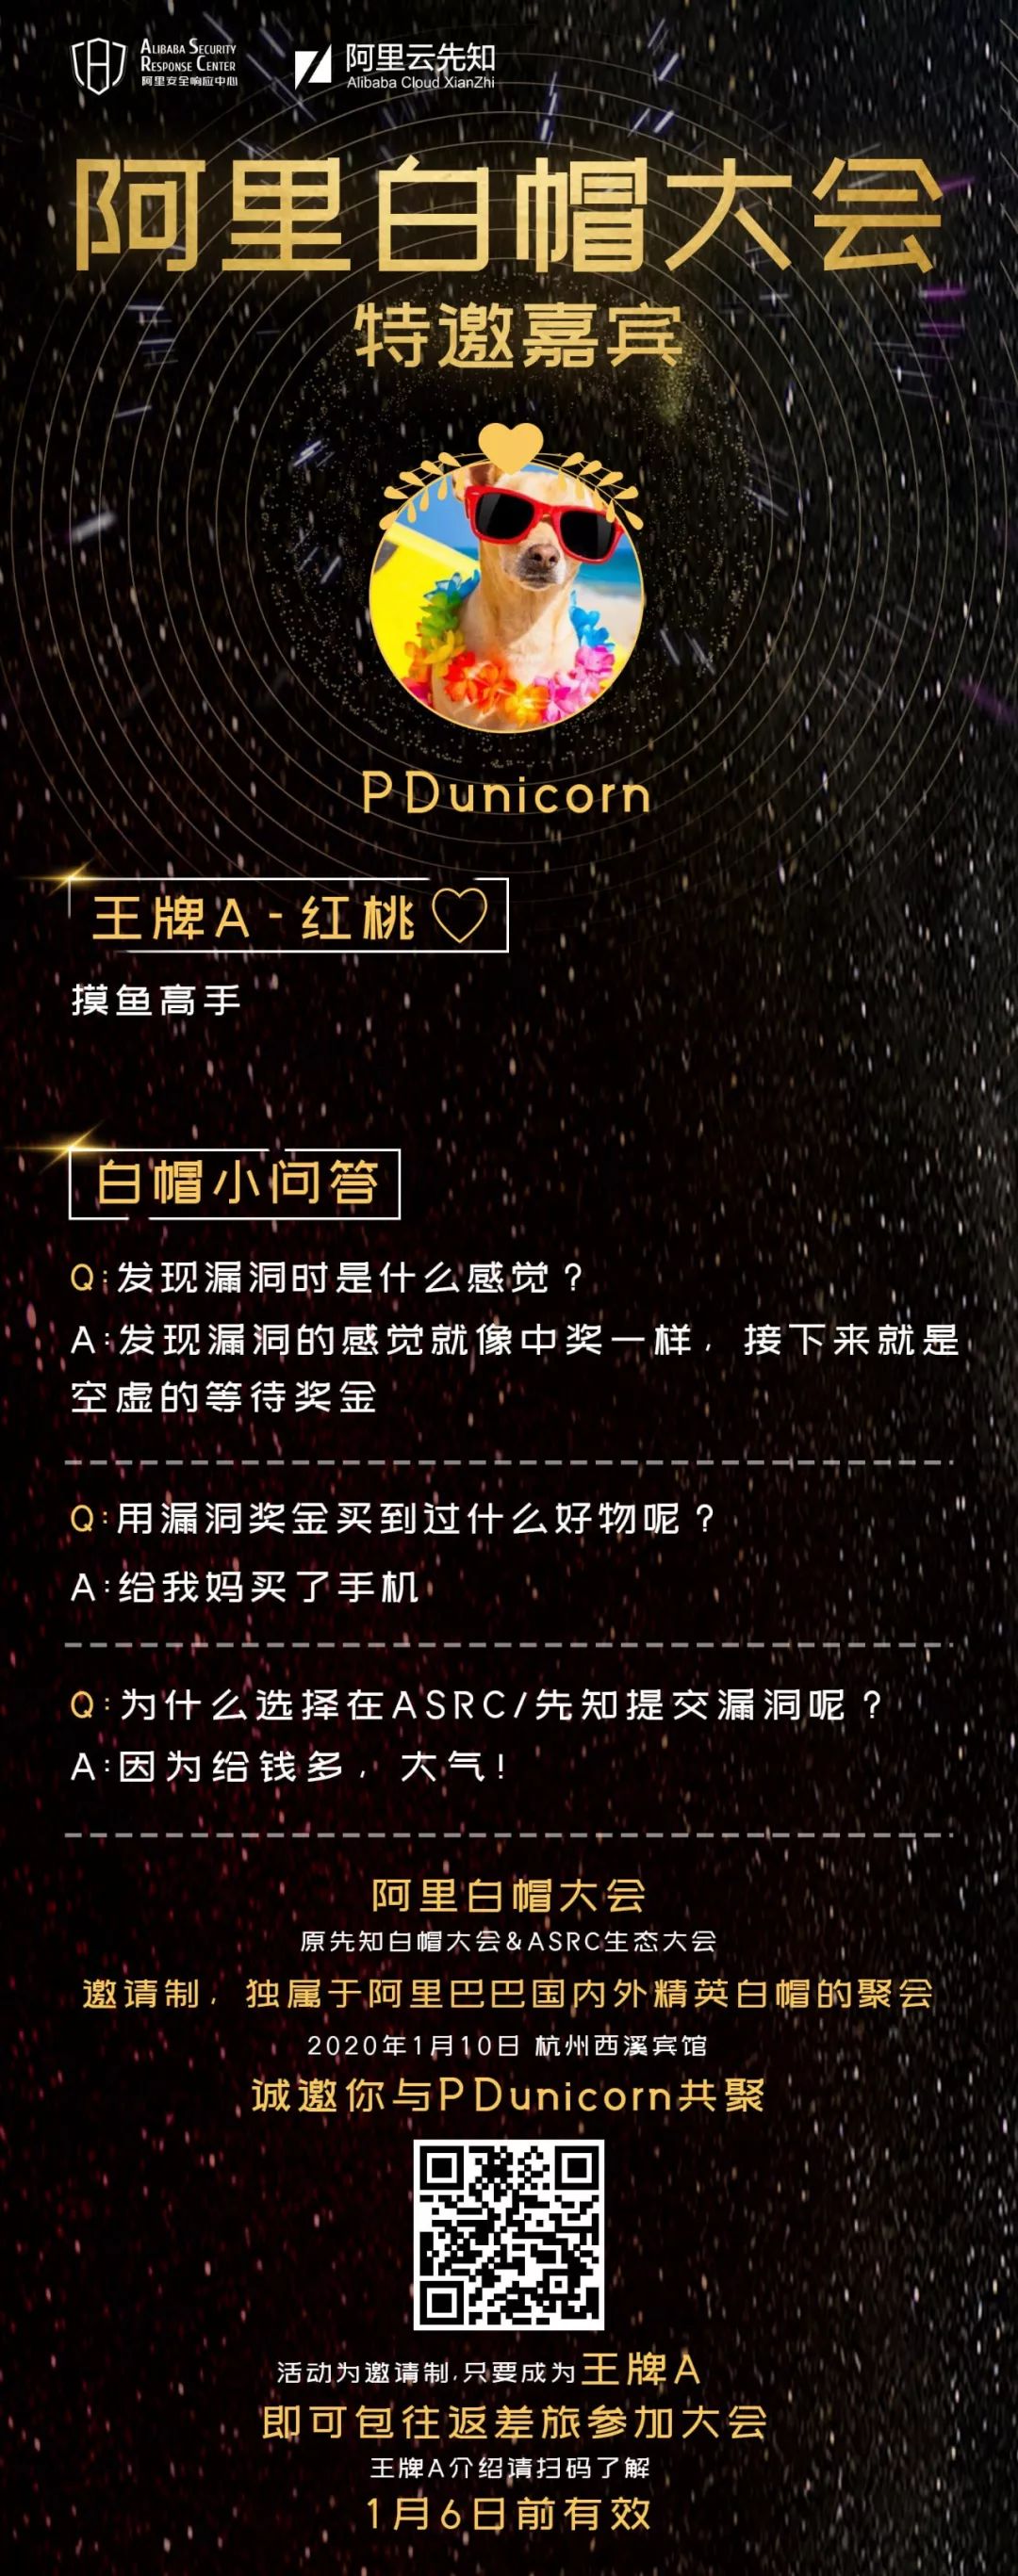 ALIBABA SECURITY
RESPONSE CENTER
阿里安全响应中心
阿里云先知
Alibaba Cloud XianZhi
阿里白帽大会
特邀嘉宾
PDunicorn
王牌A-红桃
摸鱼高手
白帽小问答
Q:发现漏洞时是什么感觉？
A:发现漏洞的感觉就像中奖一样，接下来就是
空虚的等待奖金
Q:用漏洞奖金买到过什么好物呢？
A:给我妈买了手机
Q:为什么选择在ASRC/先知提交漏洞呢？
A:因为给钱多，大气！
阿里白帽大会
原先知白帽大会&ASRC生态大会
邀请制，独属于阿里巴巴国内外精英白帽的聚会
2020年1月10日 杭州西溪宾馆
诚邀你与PDunicorn共聚
活动为邀请制,只要成为王牌A
即可包往返差旅参加大会
王牌A介绍请扫码了解
1月6日前有效